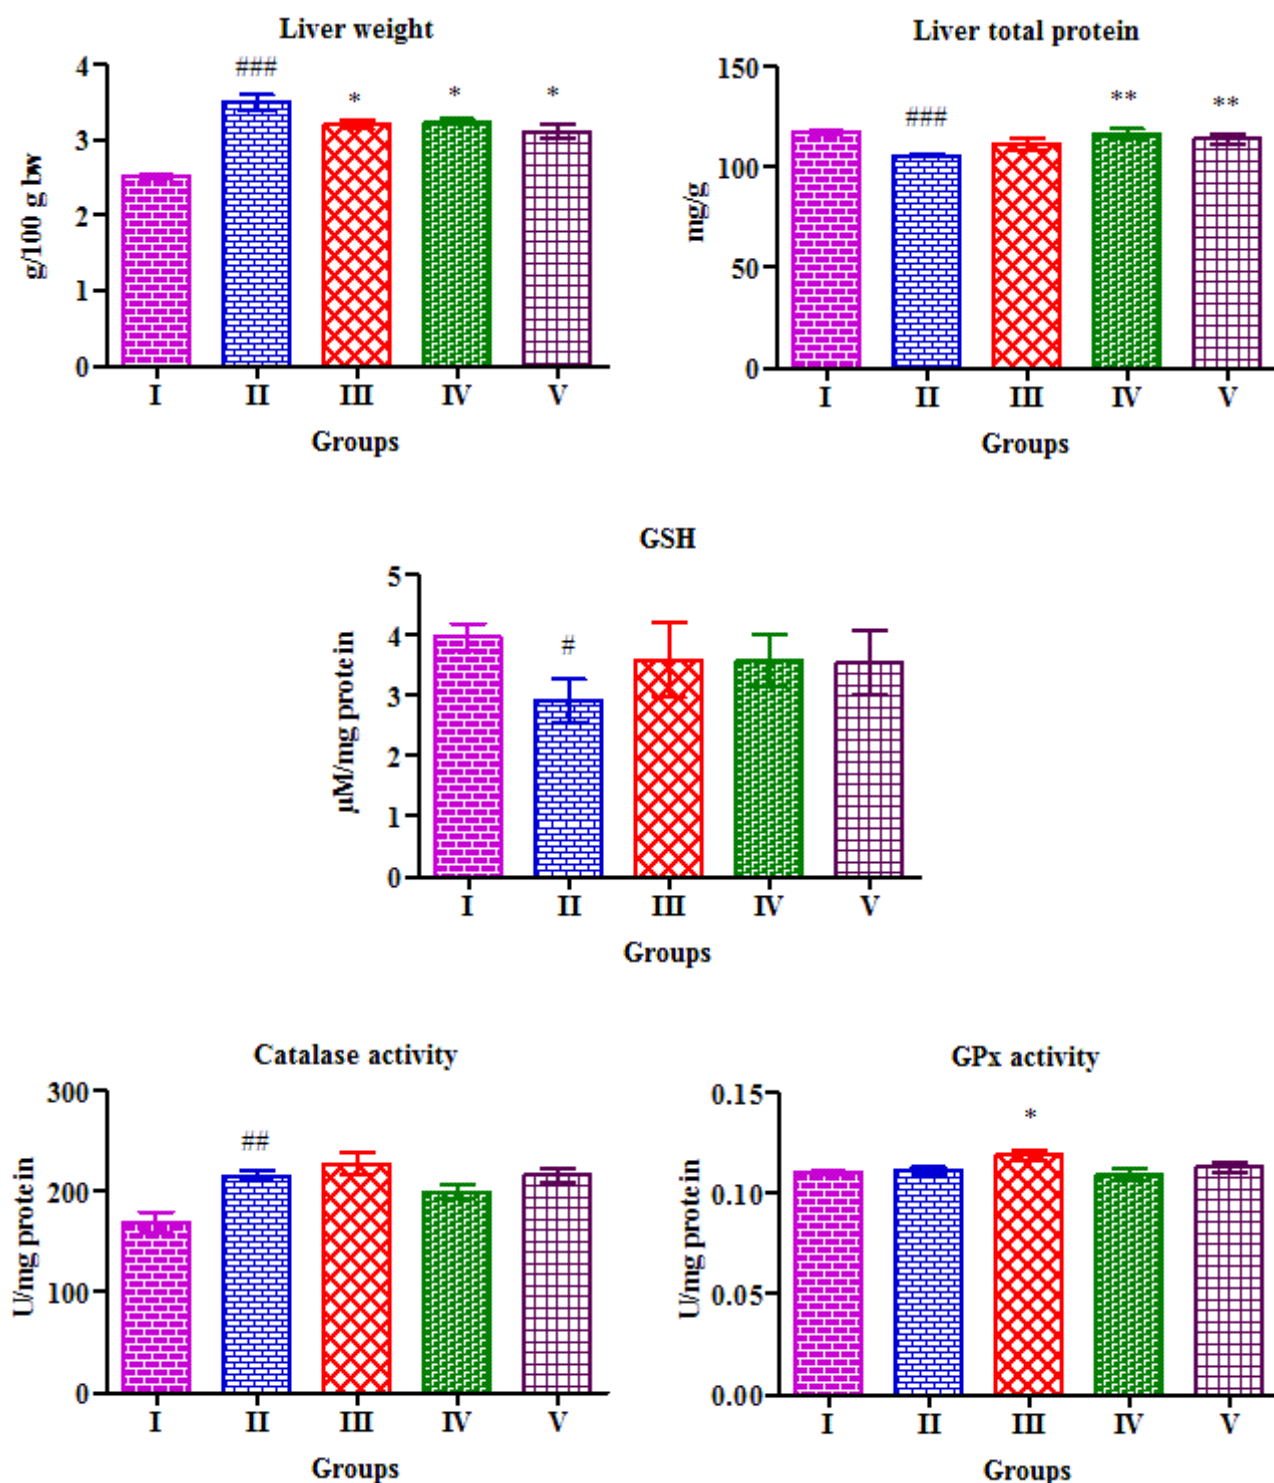 Liver weight
g/100 g bw
4
3
2
1
0
###
*
*
*
I II III IV V
Groups
Liver total protein
mg/g
150
100
50
0
###
**
**
I II III IV V
Groups
GSH
µM/mg protein
5
4
3
2
1
0
#
I II III IV V
Groups
Catalase activity
U/mg protein
300
200
100
0
##
I II III IV V
Groups
GPx activity
U/mg protein
0.15
0.10
0.05
0.00
*
I II III IV V
Groups